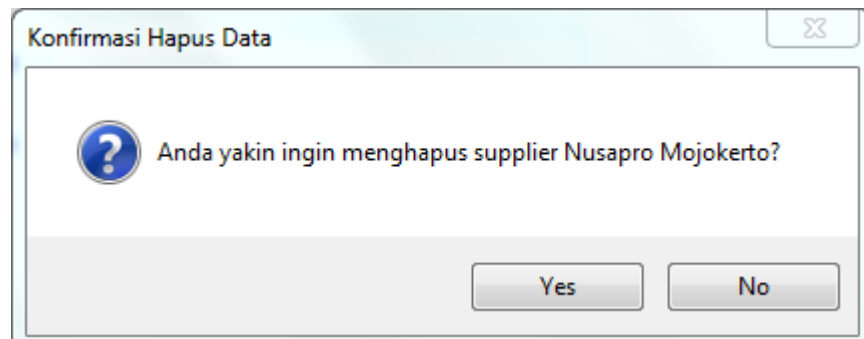 Konfirmasi Hapus Data
Anda yakin ingin menghapus supplier Nusapro Mojokerto?
Yes
No